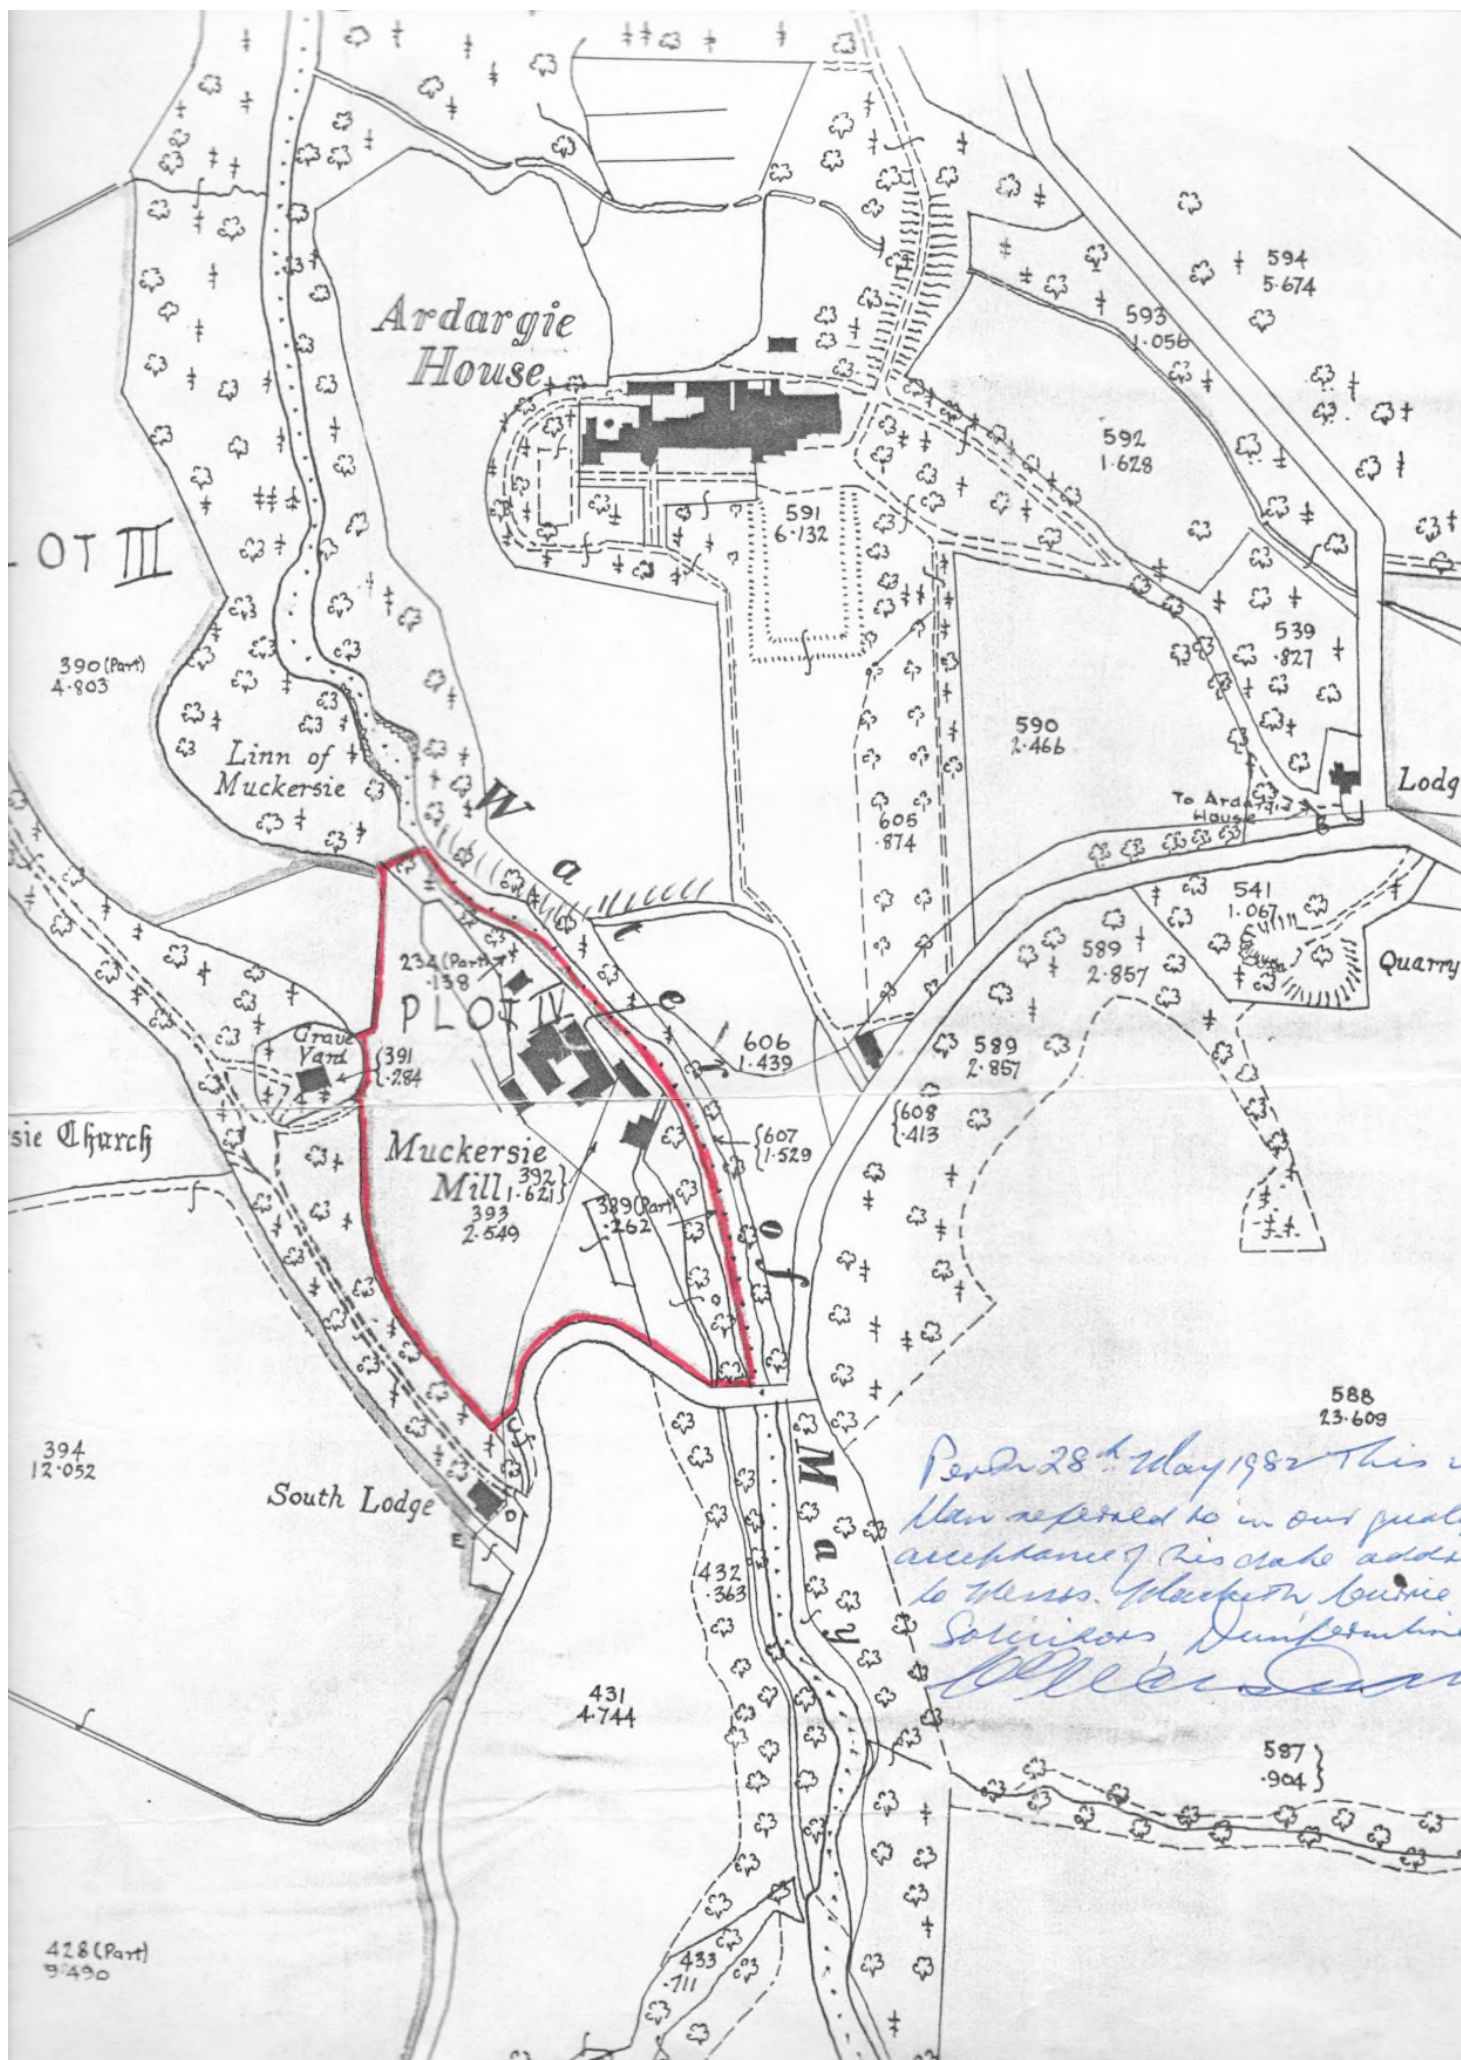 Ardargie
House
594
5.674
593
1.056
592
1.628
591
6.132
OT III
390 (Part)
4.803
539
.827
590
2.466
Linn of
Muckersie
Lodg
To Ardargie
House
605
.874
541
1.067
Quarry
589
2.857
Water of May
234 (Part)
.138
PLOT IV
Grave
Yard
391
.284
606
1.439
589
2.857
608
.413
sie Church
607
1.529
Muckersie
Mill
392
1.621
393
2.549
389 (Part)
.262
588
23.609
394
12.052
South Lodge
E
28th May 1982 This
referred to in our
acceptance of this date
to Messrs.
Solicitors, Dunfermline
432
.363
431
4.744
587
.904
428 (Part)
9.490
433
.711